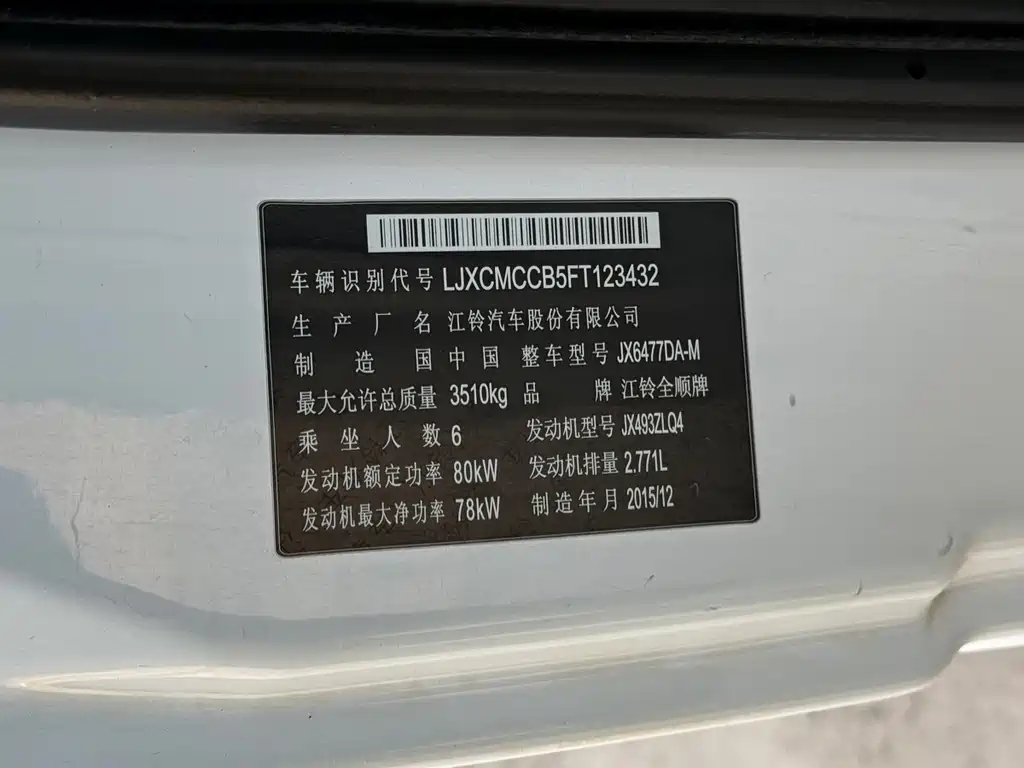 车辆识别代号 LJXCMCCB5FT123432
生产厂名 江铃汽车股份有限公司
制造国 中国 整车型号 JX6477DA-M
最大允许总质量 3510kg 品牌 江铃全顺牌
乘坐人数 6 发动机型号 JX493ZLQ4
发动机额定功率 80kW 发动机排量 2.771L
发动机最大净功率 78kW 制造年月 2015/12